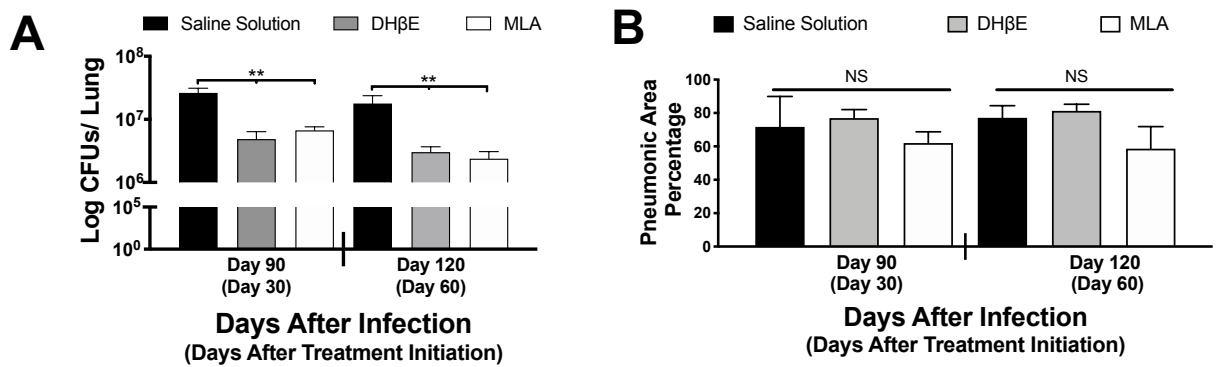 A
Saline Solution DHβE MLA
Log CFUs/ Lung
10⁸
10⁷
10⁶
10⁵
10⁰
** **
Day 90 Day 120
(Day 30) (Day 60)
Days After Infection
(Days After Treatment Initiation)
B
Saline Solution DHβE MLA
Pneumonic Area
Percentage
100
80
60
40
20
0
NS NS
Day 90 Day 120
(Day 30) (Day 60)
Days After Infection
(Days After Treatment Initiation)